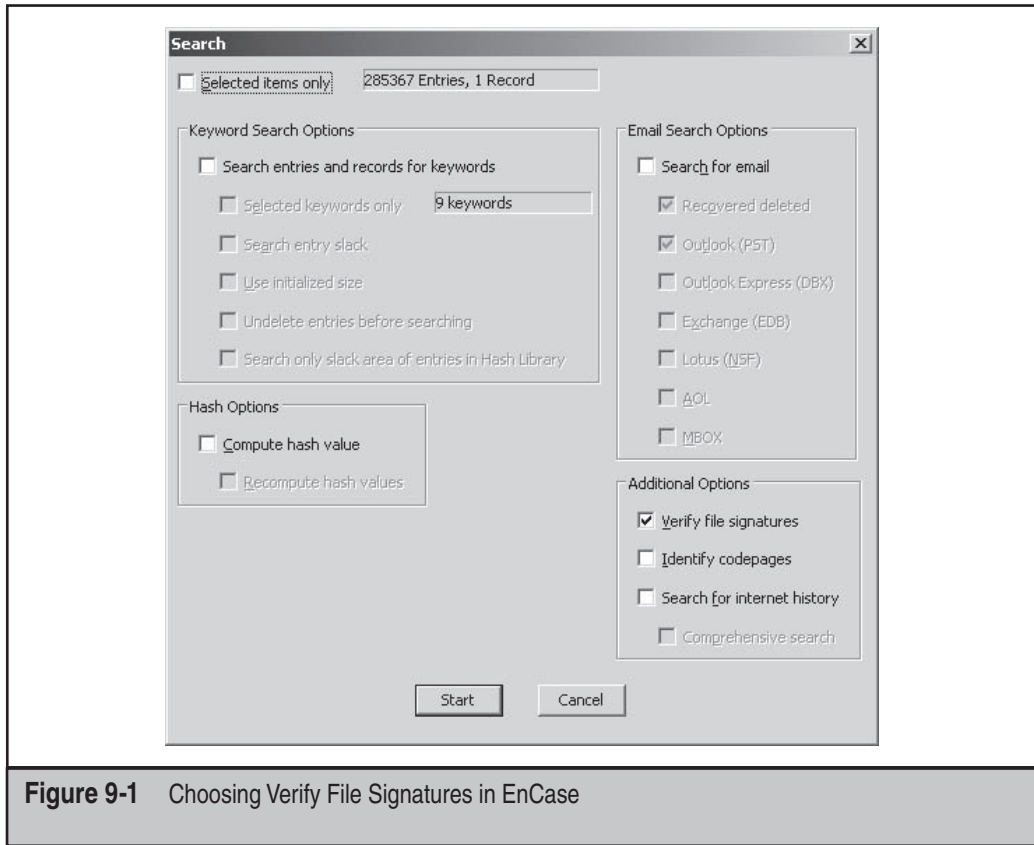 Search
Selected items only
285367 Entries, 1 Record
Keyword Search Options
Search entries and records for keywords
Selected keywords only
9 keywords
Search entry slack
Use initialized size
Undelete entries before searching
Search only slack area of entries in Hash Library
Hash Options
Compute hash value
Recompute hash values
Email Search Options
Search for email
Recovered deleted
Outlook (PST)
Outlook Express (DBX)
Exchange (EDB)
Lotus (NSF)
AOL
MBOX
Additional Options
Verify file signatures
Identify codepages
Search for internet history
Comprehensive search
Start
Cancel
Figure 9-1 Choosing Verify File Signatures in EnCase